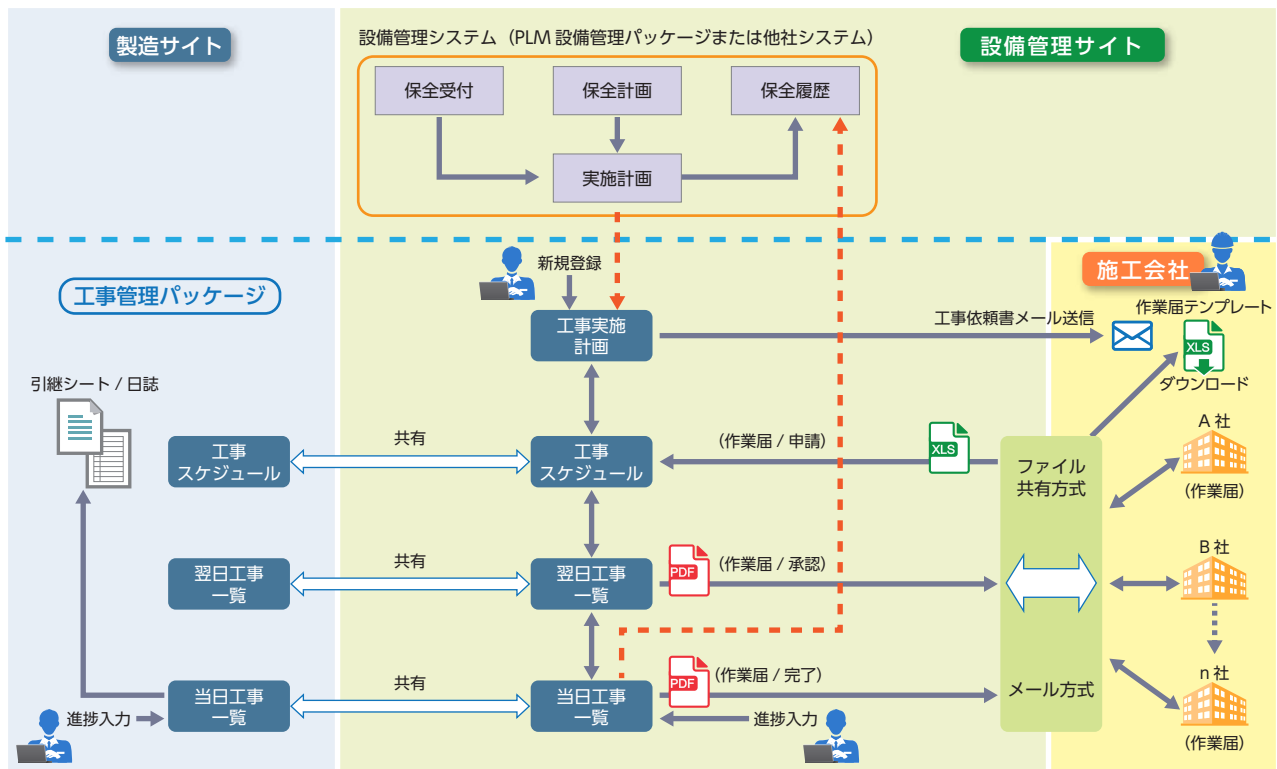 製造サイト
設備管理システム（PLM 設備管理パッケージまたは他社システム）
設備管理サイト
保全受付
保全計画
保全履歴
実施計画
工事管理パッケージ
新規登録
施工会社
工事実施
計画
工事依頼書メール送信
作業届テンプレート
XLS
ダウンロード
引継シート / 日誌
工事
スケジュール
共有
工事
スケジュール
（作業届 / 申請）
XLS
ファイル
共有方式
A 社
（作業届）
翌日工事
一覧
共有
翌日工事
一覧
PDF
（作業届 / 承認）
B 社
当日工事
一覧
共有
当日工事
一覧
PDF
（作業届 / 完了）
メール方式
n 社
（作業届）
進捗入力
進捗入力